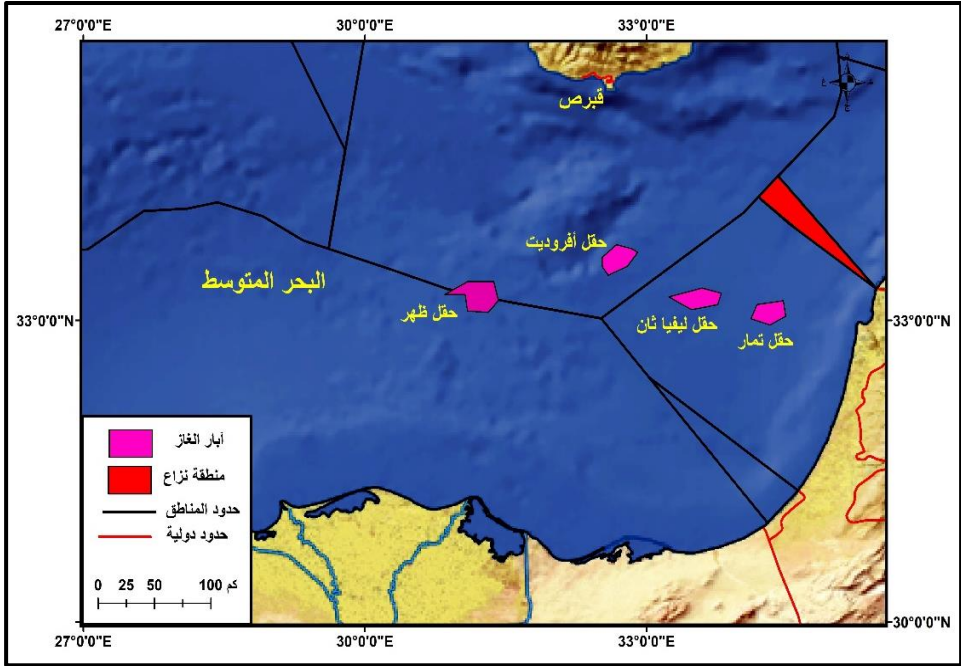 27°0'0"E
30°0'0"E
33°0'0"E
قبرص
حقل أفروديت
البحر المتوسط
حقل ظهر
حقل ليفيا ثان
حقل تمار
33°0'0"N
33°0'0"N
أبار الغاز
منطقة نزاع
حدود المناطق
حدود دولية
0 25 50 100 كم
30°0'0"N
27°0'0"E
30°0'0"E
33°0'0"E